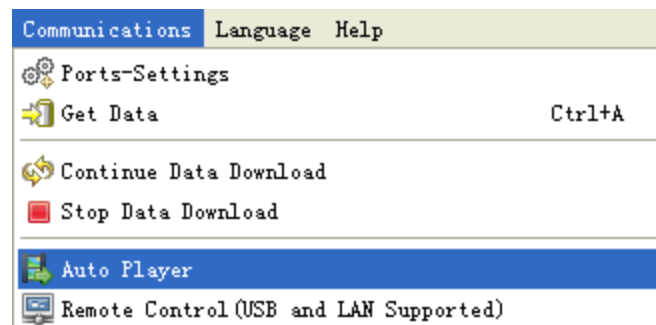 Communications Language Help
Ports-Settings
Get Data Ctrl+A
Continue Data Download
Stop Data Download
Auto Player
Remote Control(USB and LAN Supported)